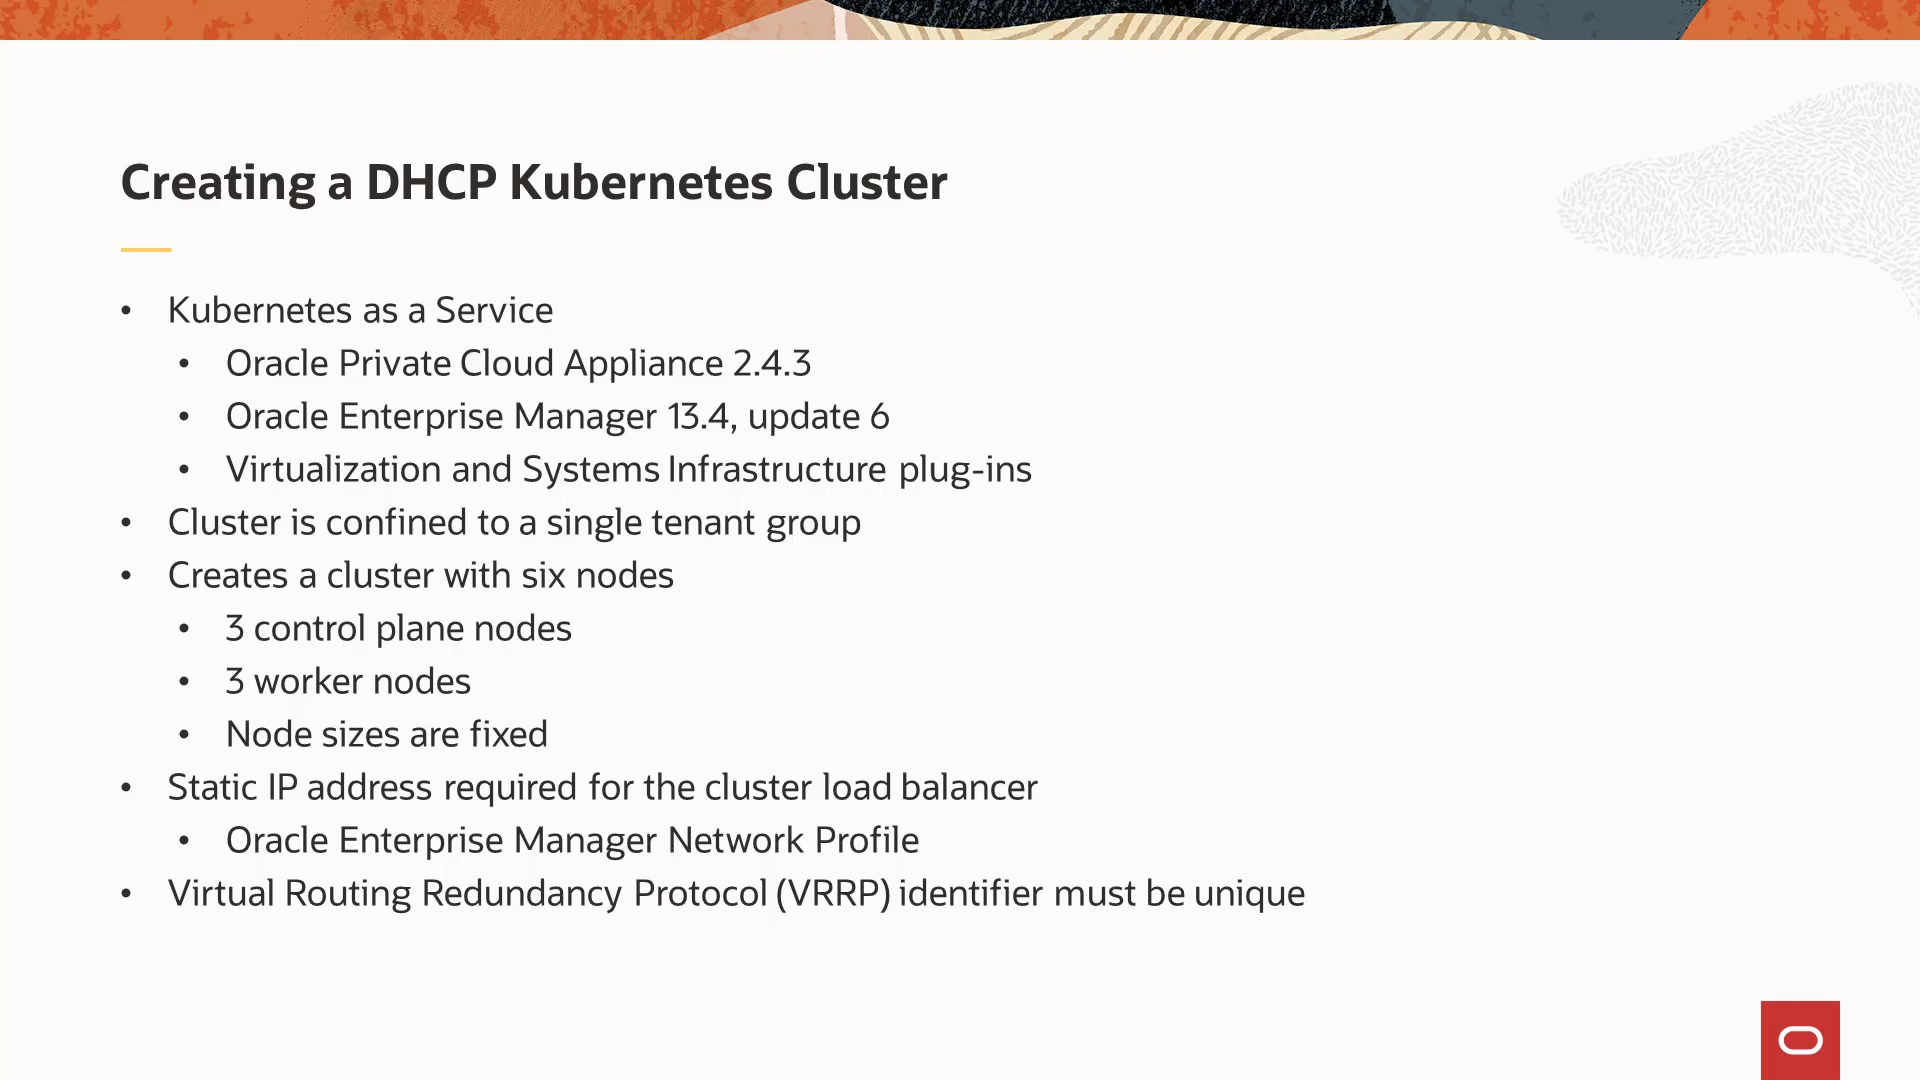 Creating a DHCP Kubernetes Cluster
• Kubernetes as a Service
• Oracle Private Cloud Appliance 2.4.3
• Oracle Enterprise Manager 13.4, update 6
• Virtualization and Systems Infrastructure plug-ins
• Cluster is confined to a single tenant group
• Creates a cluster with six nodes
• 3 control plane nodes
• 3 worker nodes
• Node sizes are fixed
• Static IP address required for the cluster load balancer
• Oracle Enterprise Manager Network Profile
• Virtual Routing Redundancy Protocol (VRRP) identifier must be unique